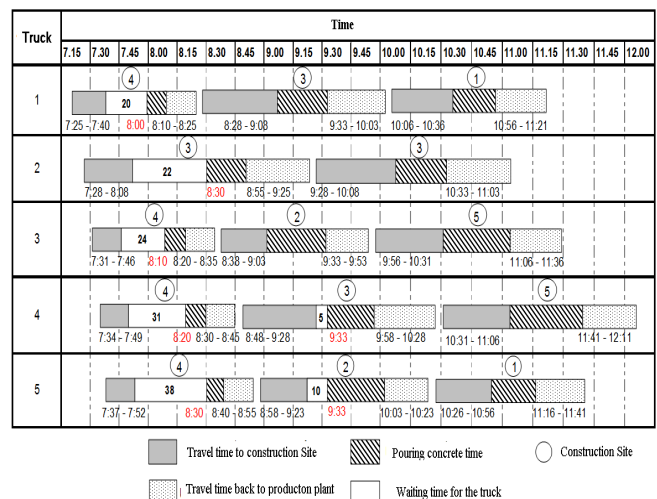 Truck Time
7.15 7.30 7.45 8.00 8.15 8.30 8.45 9.00 9.15 9.30 9.45 10.00 10.15 10.30 10.45 11.00 11.15 11.30 11.45 12.00
4 3 1
1 20
7:25 - 7:40 8:00 8:10 - 8:25 8:28 - 9:08 9:33 - 10:03 10:06 - 10:36 10:56 - 11:21
3 3
2 22
7:28 - 8:08 8:30 8:55 - 9:25 9:28 - 10:08 10:33 - 11:03
4 2 5
3 24
7:31 - 7:46 8:10 8:20 - 8:35 8:38 - 9:03 9:33 - 9:53 9:56 - 10:31 11:06 - 11:36
4 3 5
4 31 5
7:34 - 7:49 8:20 8:30 - 8:45 8:48 - 9:28 9:33 9:58 - 10:28 10:31 - 11:06 11:41 - 12:11
4 2 1
5 38 10
7:37 - 7:52 8:30 8:40 - 8:55 8:58 - 9:23 9:33 10:03 - 10:23 10:26 - 10:56 11:16 - 11:41
Travel time to construction Site Pouring concrete time Construction Site
Travel time back to producton plant Waiting time for the truck